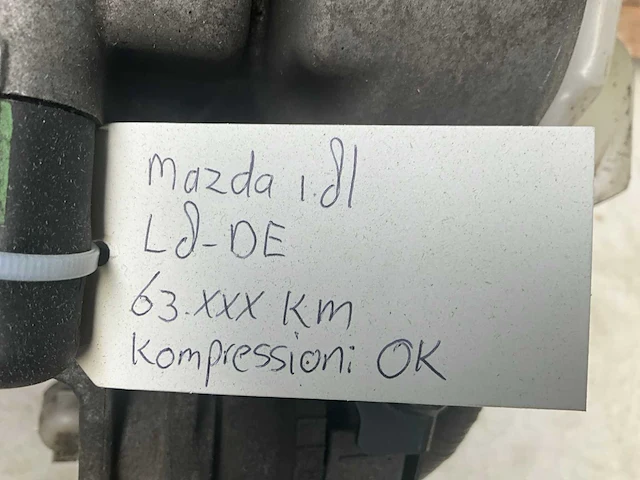 Mazda 1.8l
L8-DE
63.xxx Km
Kompression: OK